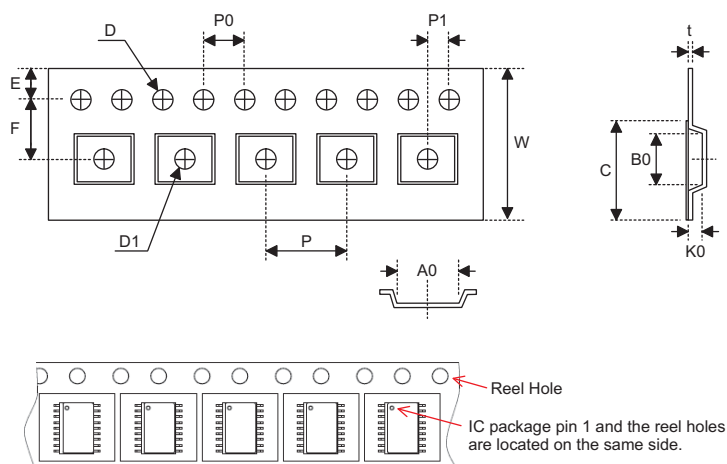 D
P0
P1
t
E
F
W
C
B0
D1
P
K0
A0
Reel Hole
IC package pin 1 and the reel holes
are located on the same side.